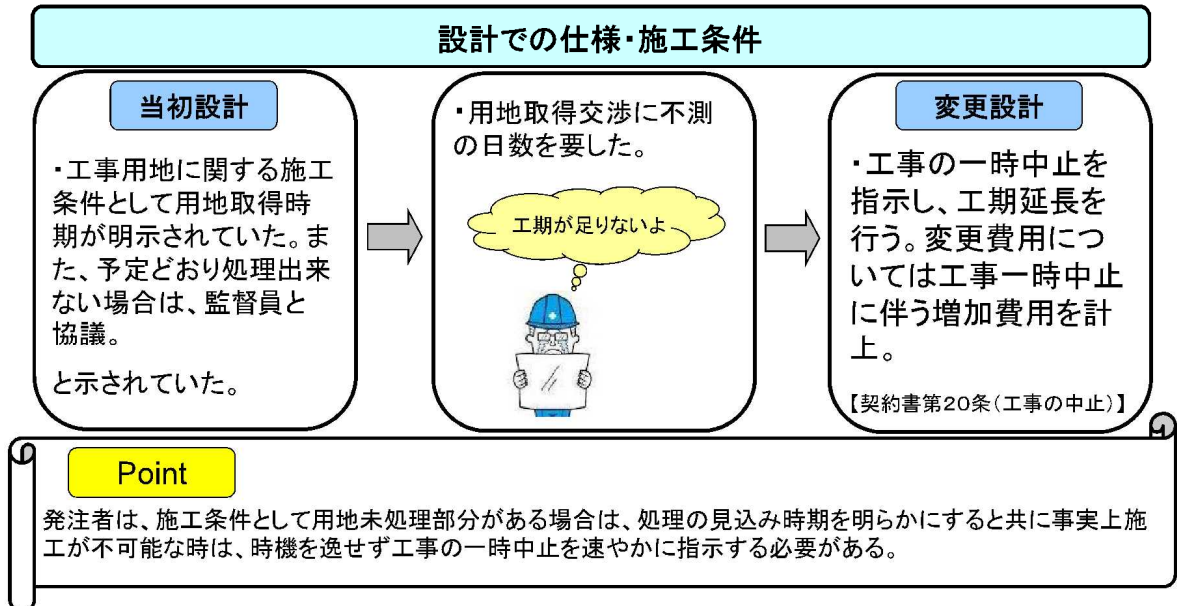 設計での仕様・施工条件
当初設計
・工事用地に関する施工
条件として用地取得時
期が明示されていた。ま
た、予定どおり処理出来
ない場合は、監督員と
協議。
と示されていた。
・用地取得交渉に不測
の日数を要した。
工期が足りないよ
変更設計
・工事の一時中止を
指示し、工期延長を
行う。変更費用につ
いては工事一時中止
に伴う増加費用を計
上。
【契約書第20条(工事の中止)】
Point
発注者は、施工条件として用地未処理部分がある場合は、処理の見込み時期を明らかにすると共に事実上施
工が不可能な時は、時機を逸せず工事の一時中止を速やかに指示する必要がある。